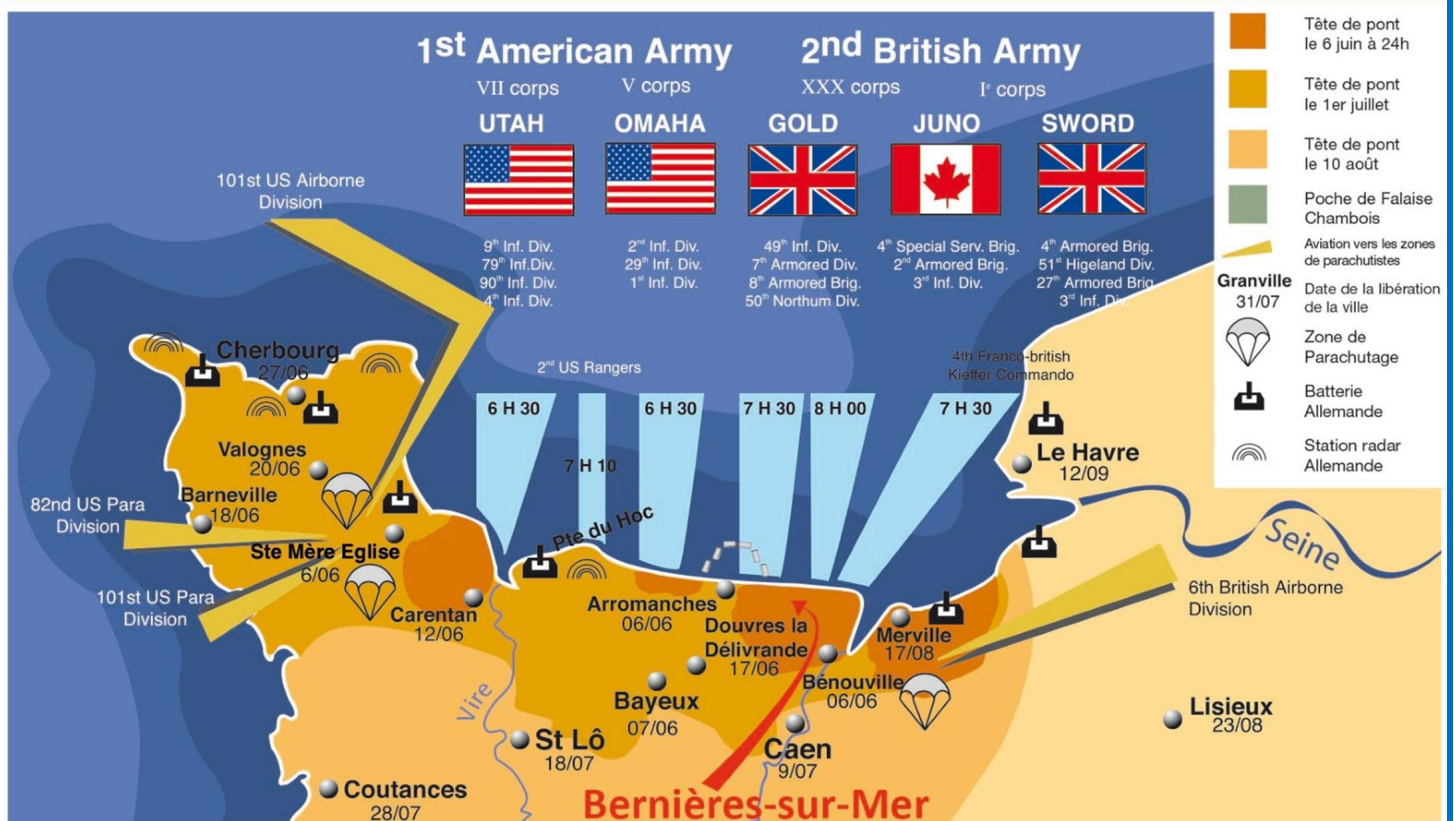 1st American Army
2nd British Army
VII corps
V corps
XXX corps
Ie corps
UTAH
OMAHA
GOLD
JUNO
SWORD
9th Inf. Div.
79th Inf.Div.
90th Inf. Div.
4th Inf. Div.
2nd Inf. Div.
29th Inf. Div.
1st Inf. Div.
49th Inf. Div.
7th Armored Div.
8th Armored Brig.
50th Northum Div.
4th Special Serv. Brig.
2nd Armored Brig.
3rd Inf. Div.
4th Armored Brig.
51st Higeland Div.
27th Armored Brig.
3rd Inf. Div.
101st US Airborne
Division
2nd US Rangers
4th Franco-british
Kieffer Commando
6 H 30
7 H 10
6 H 30
7 H 30
8 H 00
7 H 30
Cherbourg
27/06
Valognes
20/06
Barneville
18/06
82nd US Para
Division
Ste Mère Eglise
6/06
101st US Para
Division
Carentan
12/06
Pte du Hoc
Arromanches
06/06
Douvres la
Délivrande
17/06
Merville
17/08
Bénouville
06/06
Bayeux
07/06
Vire
St Lô
18/07
Caen
9/07
Coutances
28/07
Bernières-sur-Mer
Le Havre
12/09
Seine
6th British Airborne
Division
Lisieux
23/08
Tête de pont
le 6 juin à 24h
Tête de pont
le 1er juillet
Tête de pont
le 10 août
Poche de Falaise
Chambois
Aviation vers les zones
de parachutistes
Granville
31/07
Date de la libération
de la ville
Zone de
Parachutage
Batterie
Allemande
Station radar
Allemande